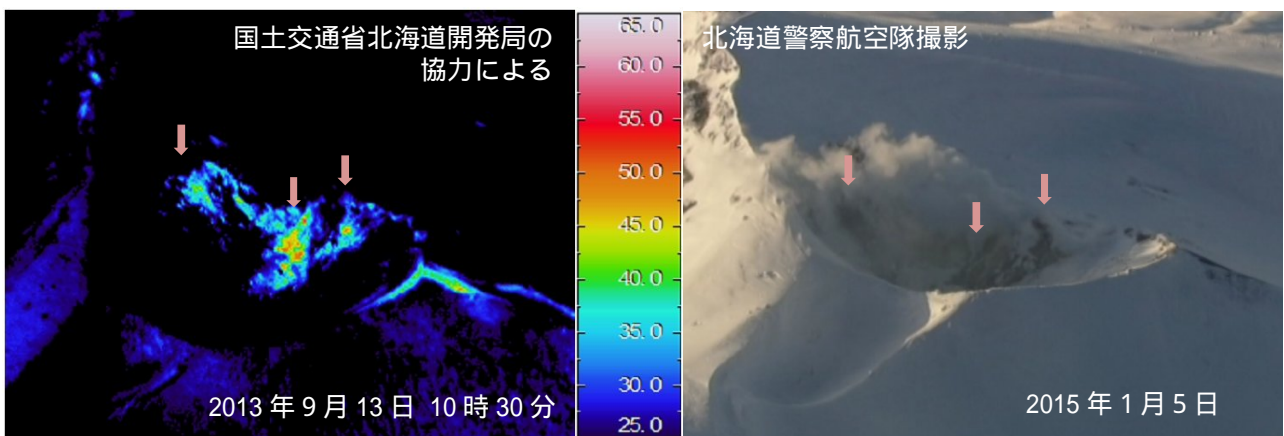 国土交通省北海道開発局の
協力による
2013 年 9 月 13 日 10 時 30 分
65.0
60.0
55.0
50.0
45.0
40.0
35.0
30.0
25.0
北海道警察航空隊撮影
2015 年 1 月 5 日